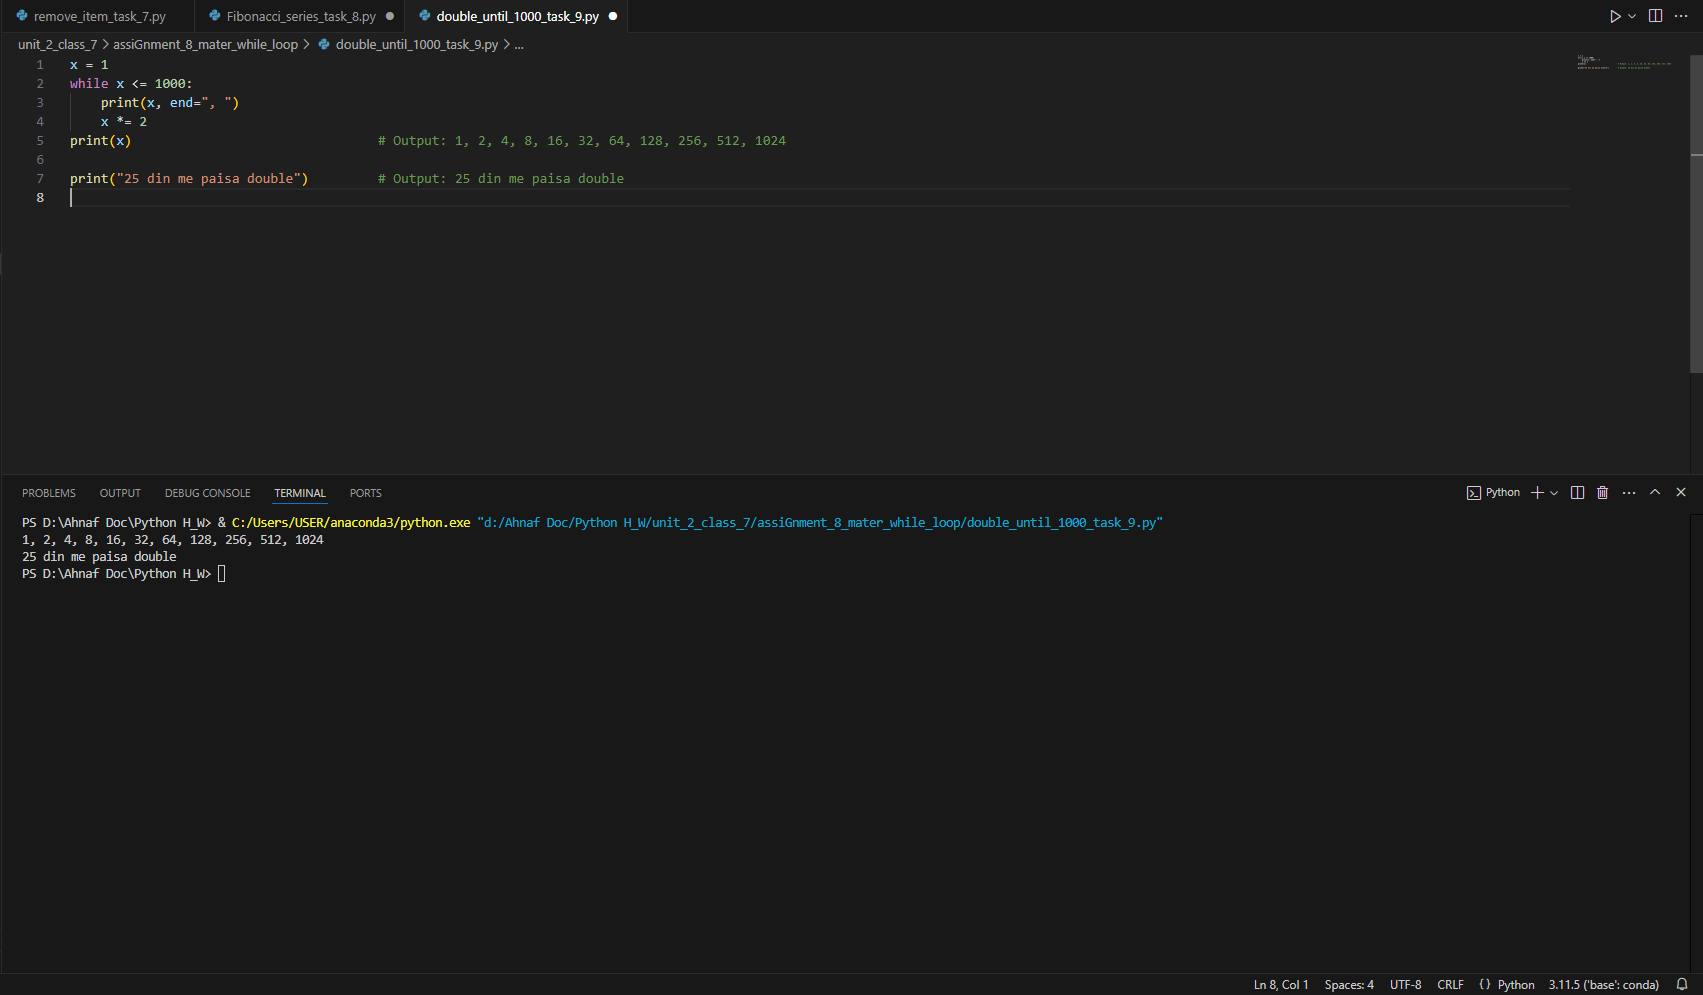 remove_item_task_7.py Fibonacci_series_task_8.py double_until_1000_task_9.py
unit_2_class_7 > assiGnment_8_mater_while_loop > double_until_1000_task_9.py > ...
1 x = 1
2 while x <= 1000:
3     print(x, end=", ")
4     x *= 2
5 print(x)                                # Output: 1, 2, 4, 8, 16, 32, 64, 128, 256, 512, 1024
6
7 print("25 din me paisa double")         # Output: 25 din me paisa double
8
PROBLEMS OUTPUT DEBUG CONSOLE TERMINAL PORTS Python
PS D:\Ahnaf Doc\Python H_W> & C:/Users/USER/anaconda3/python.exe "d:/Ahnaf Doc/Python H_W/unit_2_class_7/assiGnment_8_mater_while_loop/double_until_1000_task_9.py"
1, 2, 4, 8, 16, 32, 64, 128, 256, 512, 1024
25 din me paisa double
PS D:\Ahnaf Doc\Python H_W>
Ln 8, Col 1 Spaces: 4 UTF-8 CRLF {} Python 3.11.5 ('base': conda)